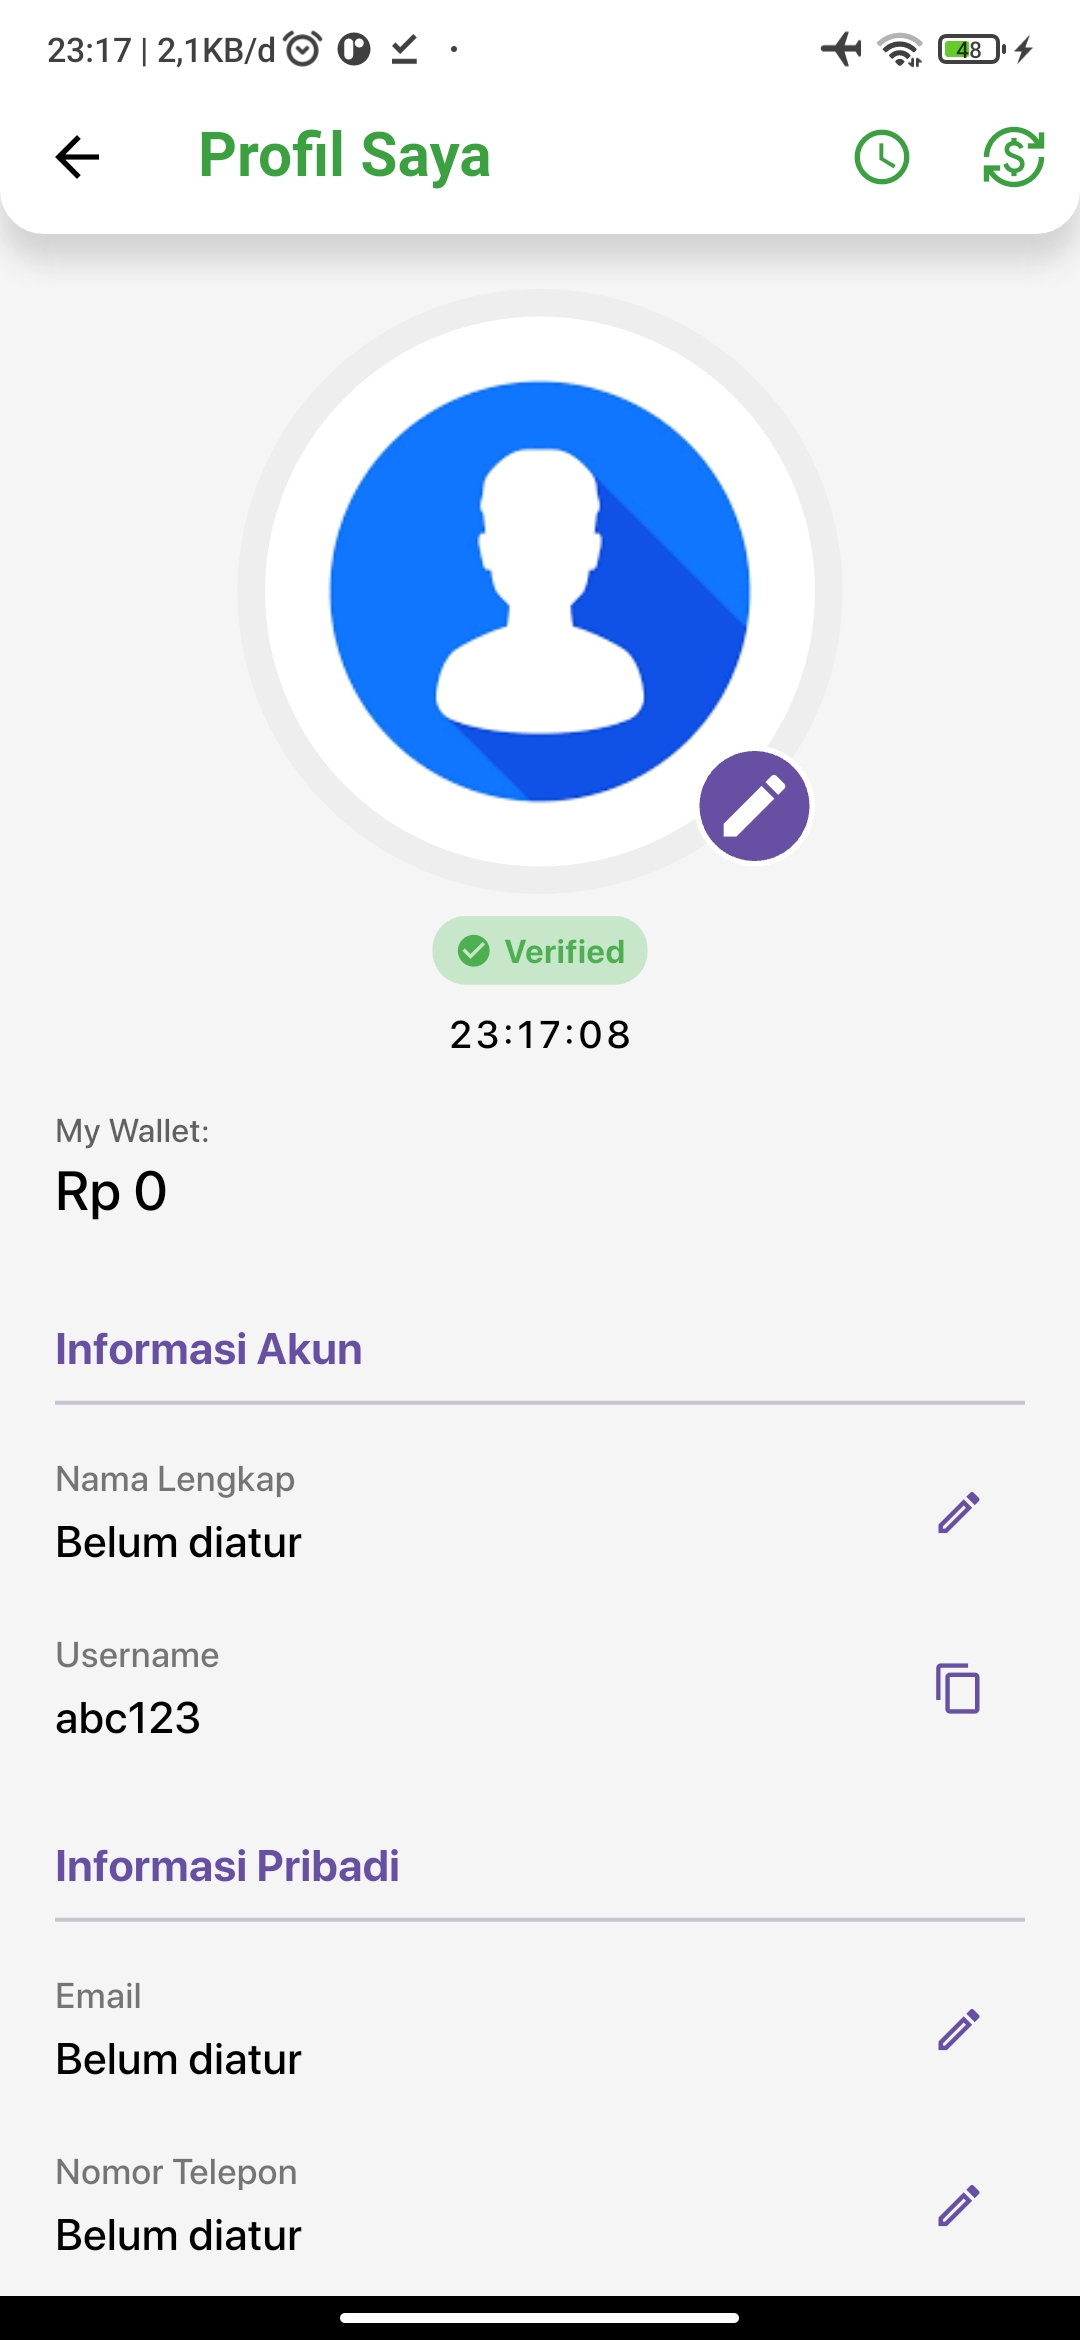 23:17 | 2,1KB/d
48
Profil Saya
Verified
23:17:08
My Wallet:
Rp 0
Informasi Akun
Nama Lengkap
Belum diatur
Username
abc123
Informasi Pribadi
Email
Belum diatur
Nomor Telepon
Belum diatur